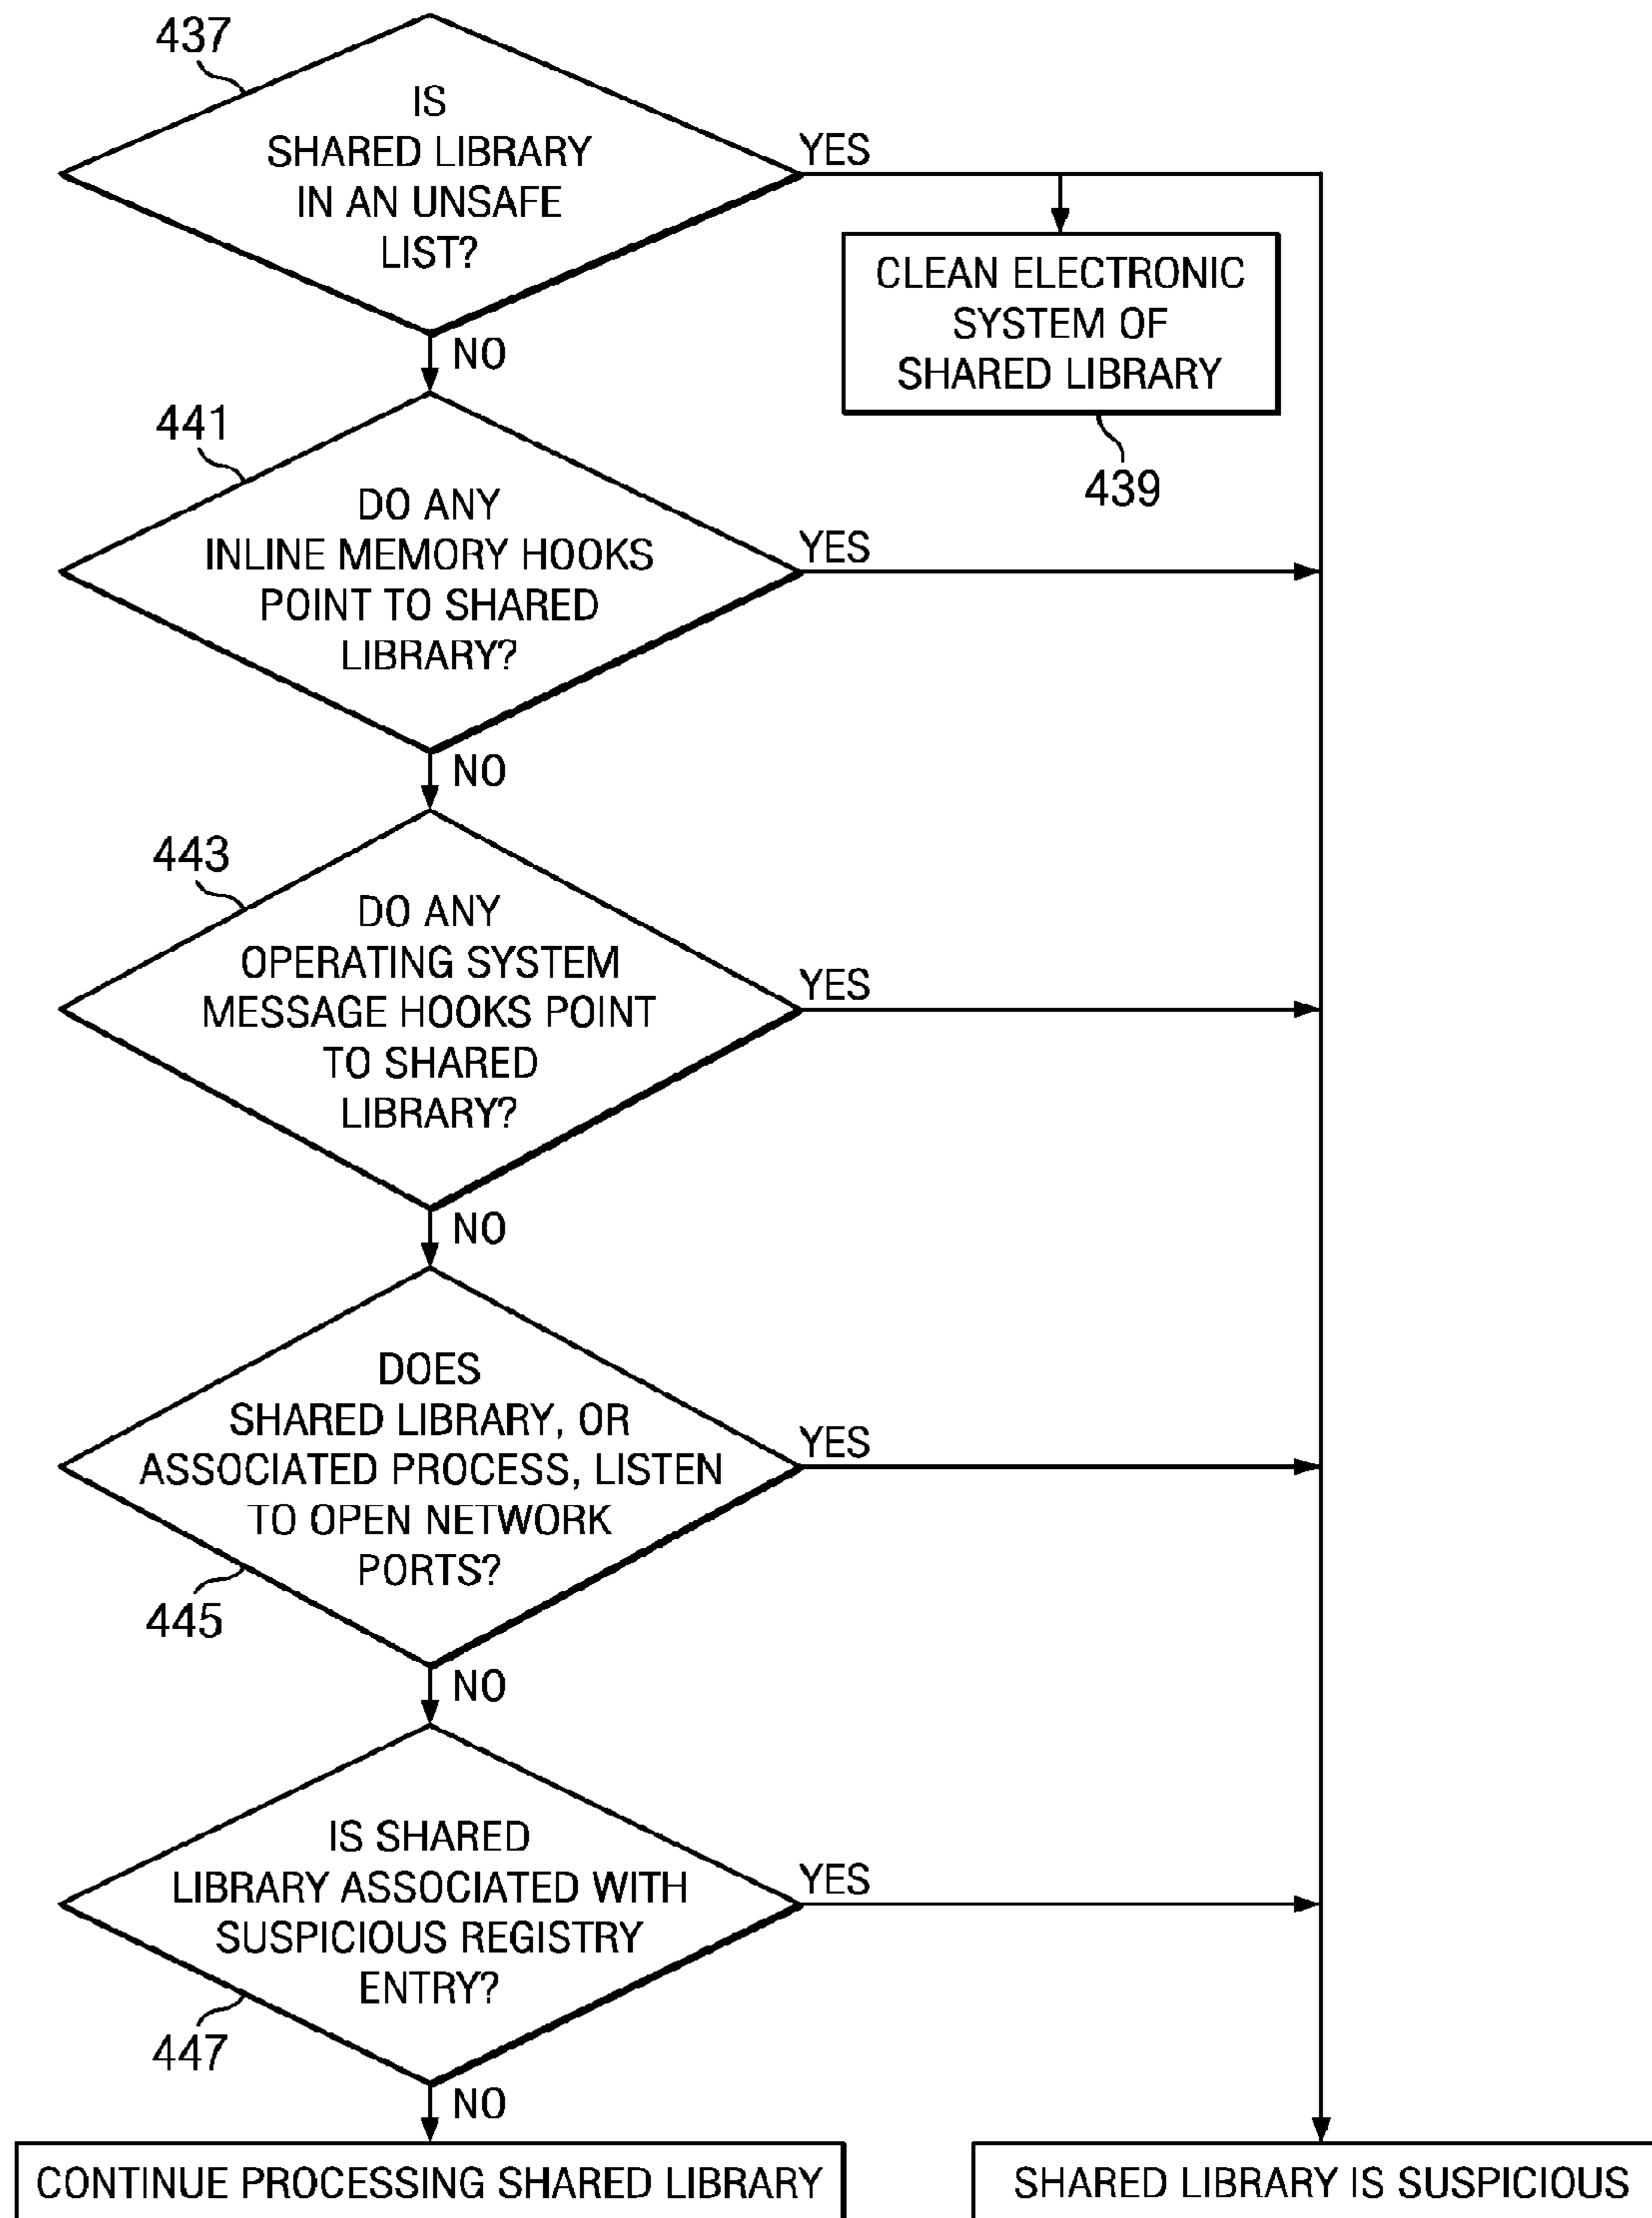 437
IS
SHARED LIBRARY
IN AN UNSAFE
LIST?
YES
NO
CLEAN ELECTRONIC
SYSTEM OF
SHARED LIBRARY
439
441
DO ANY
INLINE MEMORY HOOKS
POINT TO SHARED
LIBRARY?
YES
NO
443
DO ANY
OPERATING SYSTEM
MESSAGE HOOKS POINT
TO SHARED
LIBRARY?
YES
NO
DOES
SHARED LIBRARY, OR
ASSOCIATED PROCESS, LISTEN
TO OPEN NETWORK
PORTS?
YES
445
NO
IS SHARED
LIBRARY ASSOCIATED WITH
SUSPICIOUS REGISTRY
ENTRY?
YES
447
NO
CONTINUE PROCESSING SHARED LIBRARY
SHARED LIBRARY IS SUSPICIOUS